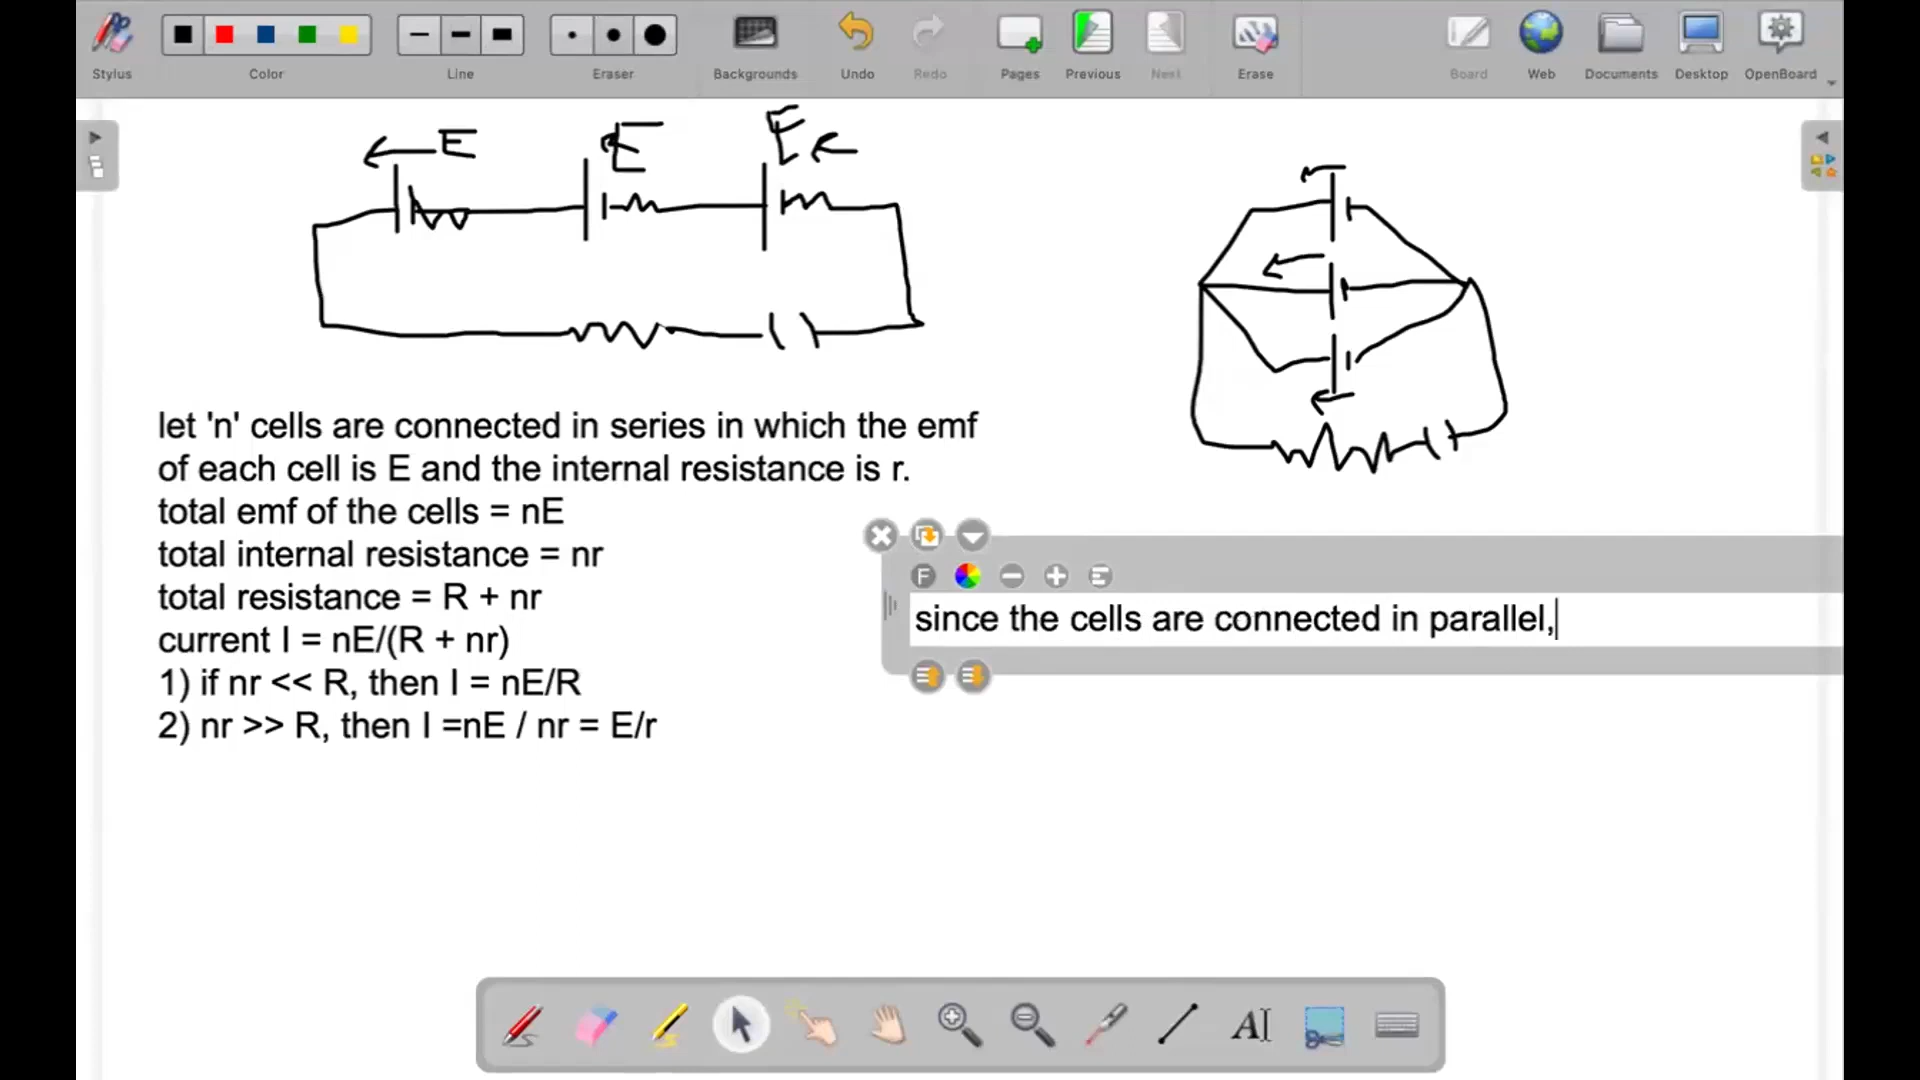 Stylus
Color
Line
Eraser
Backgrounds
Undo
Redo
Pages
Previous
Next
Erase
Board
Web
Documents
Desktop
OpenBoard
E E E
let 'n' cells are connected in series in which the emf
of each cell is E and the internal resistance is r.
total emf of the cells = nE
total internal resistance = nr
total resistance = R + nr
current I = nE/(R + nr)
1) if nr << R, then I = nE/R
2) nr >> R, then I =nE / nr = E/r
F
since the cells are connected in parallel,
AI